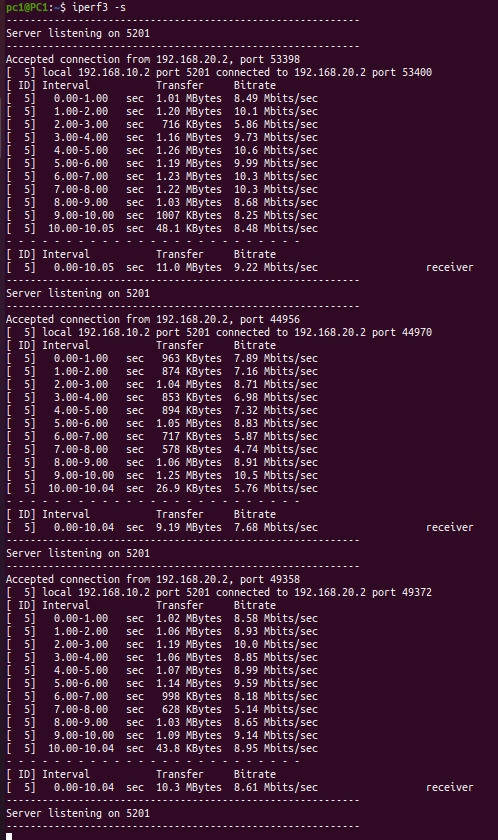 pc1@PC1:~$ iperf3 -s
-----------------------------------------------------------
Server listening on 5201
-----------------------------------------------------------
Accepted connection from 192.168.20.2, port 53398
[  5] local 192.168.10.2 port 5201 connected to 192.168.20.2 port 53400
[ ID] Interval           Transfer     Bitrate
[  5]   0.00-1.00   sec  1.01 MBytes  8.49 Mbits/sec
[  5]   1.00-2.00   sec  1.20 MBytes  10.1 Mbits/sec
[  5]   2.00-3.00   sec   716 KBytes  5.86 Mbits/sec
[  5]   3.00-4.00   sec  1.16 MBytes  9.73 Mbits/sec
[  5]   4.00-5.00   sec  1.26 MBytes  10.6 Mbits/sec
[  5]   5.00-6.00   sec  1.19 MBytes  9.99 Mbits/sec
[  5]   6.00-7.00   sec  1.23 MBytes  10.3 Mbits/sec
[  5]   7.00-8.00   sec  1.22 MBytes  10.3 Mbits/sec
[  5]   8.00-9.00   sec  1.03 MBytes  8.68 Mbits/sec
[  5]   9.00-10.00  sec  1007 KBytes  8.25 Mbits/sec
[  5]  10.00-10.05  sec  48.1 KBytes  8.48 Mbits/sec
- - - - - - - - - - - - - - - - - - - - - - - - -
[ ID] Interval           Transfer     Bitrate
[  5]   0.00-10.05  sec  11.0 MBytes  9.22 Mbits/sec                  receiver
-----------------------------------------------------------
Server listening on 5201
-----------------------------------------------------------
Accepted connection from 192.168.20.2, port 44956
[  5] local 192.168.10.2 port 5201 connected to 192.168.20.2 port 44970
[ ID] Interval           Transfer     Bitrate
[  5]   0.00-1.00   sec   963 KBytes  7.89 Mbits/sec
[  5]   1.00-2.00   sec   874 KBytes  7.16 Mbits/sec
[  5]   2.00-3.00   sec  1.04 MBytes  8.71 Mbits/sec
[  5]   3.00-4.00   sec   853 KBytes  6.98 Mbits/sec
[  5]   4.00-5.00   sec   894 KBytes  7.32 Mbits/sec
[  5]   5.00-6.00   sec  1.05 MBytes  8.83 Mbits/sec
[  5]   6.00-7.00   sec   717 KBytes  5.87 Mbits/sec
[  5]   7.00-8.00   sec   578 KBytes  4.74 Mbits/sec
[  5]   8.00-9.00   sec  1.06 MBytes  8.91 Mbits/sec
[  5]   9.00-10.00  sec  1.25 MBytes  10.5 Mbits/sec
[  5]  10.00-10.04  sec  26.9 KBytes  5.76 Mbits/sec
- - - - - - - - - - - - - - - - - - - - - - - - -
[ ID] Interval           Transfer     Bitrate
[  5]   0.00-10.04  sec  9.19 MBytes  7.68 Mbits/sec                  receiver
-----------------------------------------------------------
Server listening on 5201
-----------------------------------------------------------
Accepted connection from 192.168.20.2, port 49358
[  5] local 192.168.10.2 port 5201 connected to 192.168.20.2 port 49372
[ ID] Interval           Transfer     Bitrate
[  5]   0.00-1.00   sec  1.02 MBytes  8.58 Mbits/sec
[  5]   1.00-2.00   sec  1.06 MBytes  8.93 Mbits/sec
[  5]   2.00-3.00   sec  1.19 MBytes  10.0 Mbits/sec
[  5]   3.00-4.00   sec  1.06 MBytes  8.85 Mbits/sec
[  5]   4.00-5.00   sec  1.07 MBytes  8.99 Mbits/sec
[  5]   5.00-6.00   sec  1.14 MBytes  9.59 Mbits/sec
[  5]   6.00-7.00   sec   998 KBytes  8.18 Mbits/sec
[  5]   7.00-8.00   sec   628 KBytes  5.14 Mbits/sec
[  5]   8.00-9.00   sec  1.03 MBytes  8.65 Mbits/sec
[  5]   9.00-10.00  sec  1.09 MBytes  9.14 Mbits/sec
[  5]  10.00-10.04  sec  43.8 KBytes  8.95 Mbits/sec
- - - - - - - - - - - - - - - - - - - - - - - - -
[ ID] Interval           Transfer     Bitrate
[  5]   0.00-10.04  sec  10.3 MBytes  8.61 Mbits/sec                  receiver
-----------------------------------------------------------
Server listening on 5201
-----------------------------------------------------------